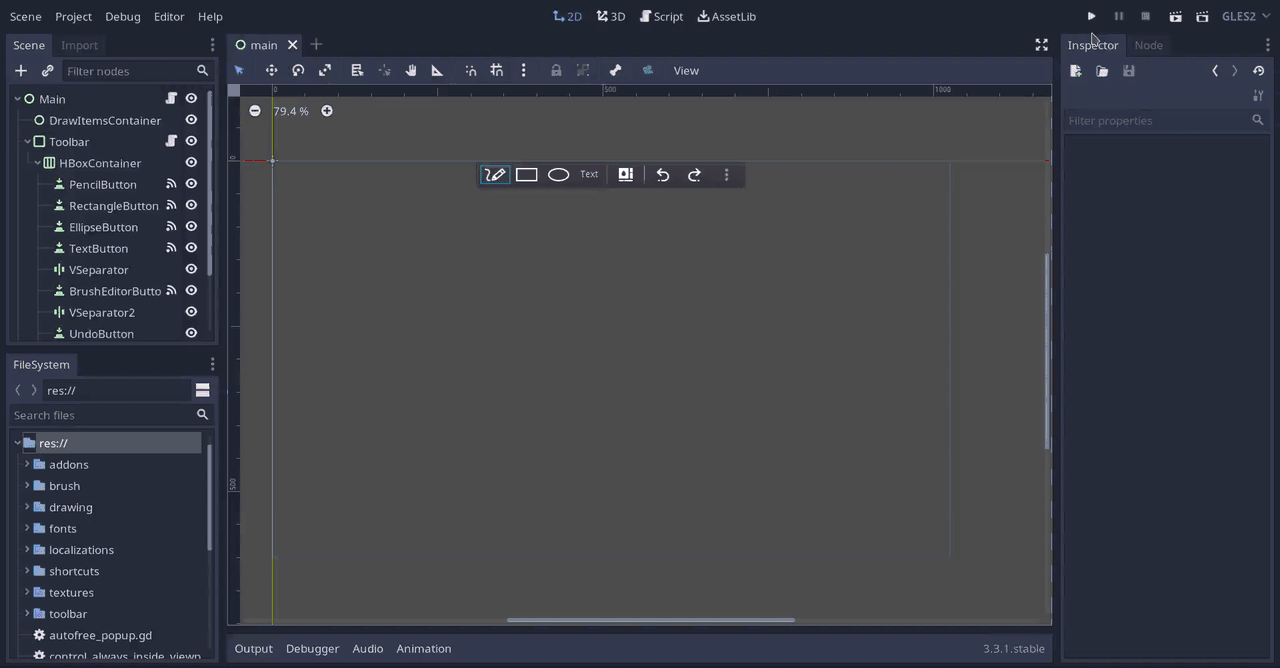 Scene Project Debug Editor Help 2D 3D Script AssetLib GLES2
Scene Import
main
Inspector Node
Filter nodes
View
Filter properties
Main
DrawItemsContainer
Toolbar
HBoxContainer
PencilButton
RectangleButton
EllipseButton
TextButton
VSeparator
BrushEditorButto
VSeparator2
UndoButton
0 500 1000
79.4 %
0
Text
500
FileSystem
res://
Search files
res://
addons
brush
drawing
fonts
localizations
shortcuts
textures
toolbar
autofree_popup.gd
control_always_inside_viewp
Output Debugger Audio Animation 3.3.1.stable